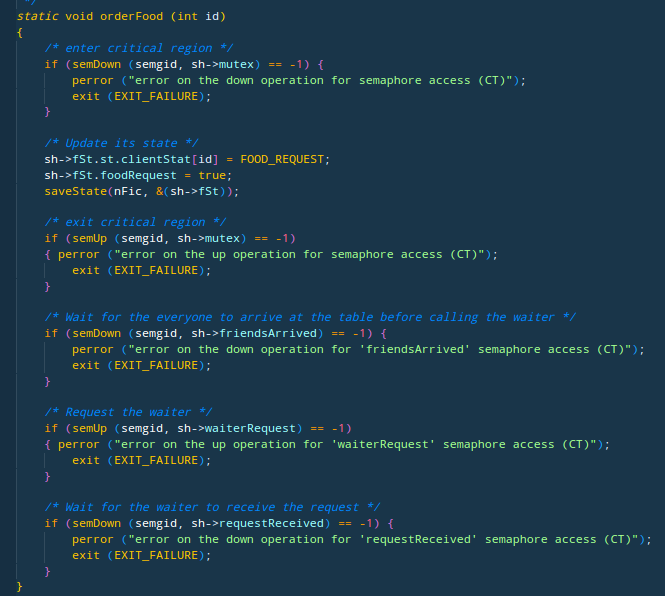 */
static void orderFood (int id)
{
    /* enter critical region */
    if (semDown (semgid, sh->mutex) == -1) {
        perror ("error on the down operation for semaphore access (CT)");
        exit (EXIT_FAILURE);
    }

    /* Update its state */
    sh->fSt.st.clientStat[id] = FOOD_REQUEST;
    sh->fSt.foodRequest = true;
    saveState(nFic, &(sh->fSt));

    /* exit critical region */
    if (semUp (semgid, sh->mutex) == -1)
    { perror ("error on the up operation for semaphore access (CT)");
        exit (EXIT_FAILURE);
    }

    /* Wait for the everyone to arrive at the table before calling the waiter */
    if (semDown (semgid, sh->friendsArrived) == -1) {
        perror ("error on the down operation for 'friendsArrived' semaphore access (CT)");
        exit (EXIT_FAILURE);
    }

    /* Request the waiter */
    if (semUp (semgid, sh->waiterRequest) == -1)
    { perror ("error on the up operation for 'waiterRequest' semaphore access (CT)");
        exit (EXIT_FAILURE);
    }

    /* Wait for the waiter to receive the request */
    if (semDown (semgid, sh->requestReceived) == -1) {
        perror ("error on the down operation for 'requestReceived' semaphore access (CT)");
        exit (EXIT_FAILURE);
    }
}